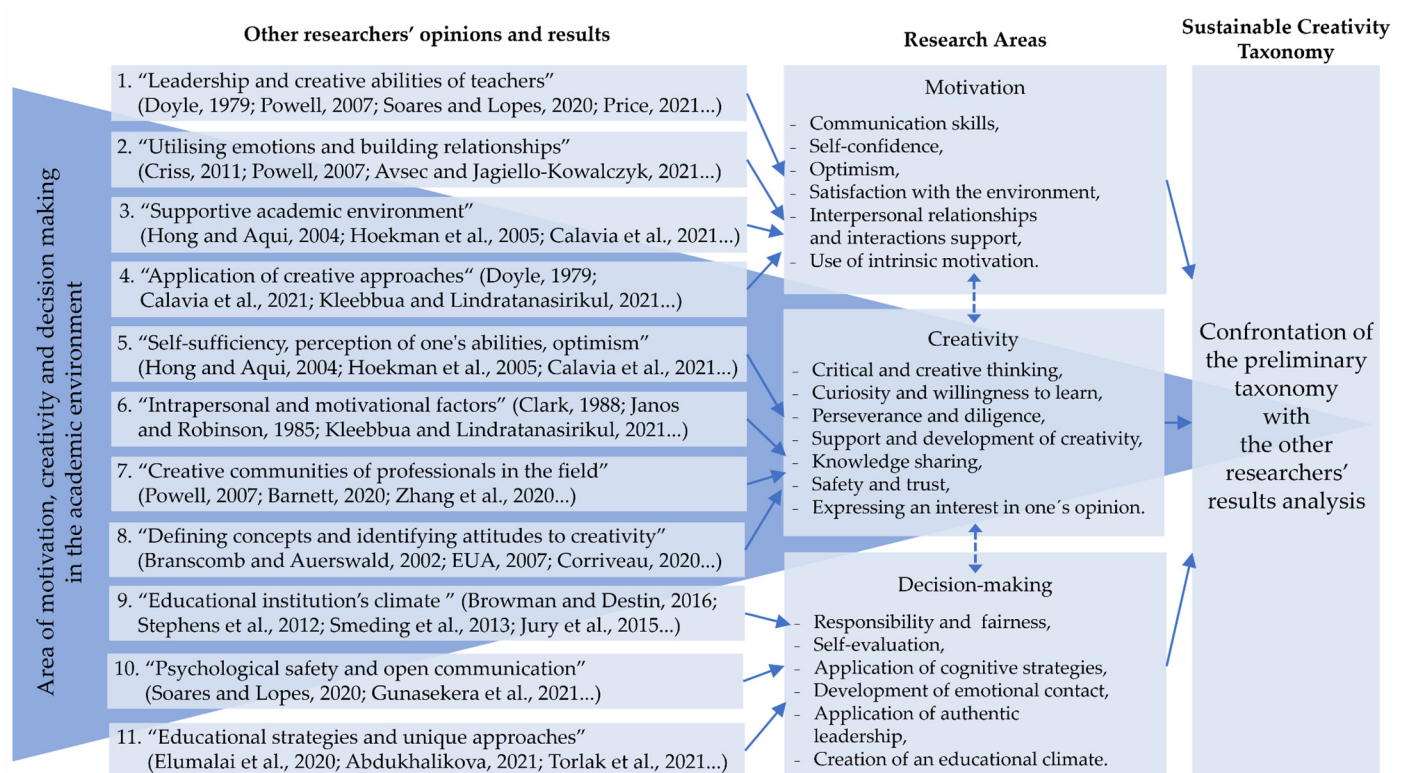 Area of motivation, creativity and decision making
in the academic environment
Other researchers’ opinions and results
1. “Leadership and creative abilities of teachers”
(Doyle, 1979; Powell, 2007; Soares and Lopes, 2020; Price, 2021...)
2. “Utilising emotions and building relationships”
(Criss, 2011; Powell, 2007; Avsec and Jagiello-Kowalczyk, 2021...)
3. “Supportive academic environment”
(Hong and Aqui, 2004; Hoekman et al., 2005; Calavia et al., 2021...)
4. “Application of creative approaches“ (Doyle, 1979;
Calavia et al., 2021; Kleebbua and Lindratanasirikul, 2021...)
5. “Self-sufficiency, perception of one's abilities, optimism”
(Hong and Aqui, 2004; Hoekman et al., 2005; Calavia et al., 2021...)
6. “Intrapersonal and motivational factors” (Clark, 1988; Janos
and Robinson, 1985; Kleebbua and Lindratanasirikul, 2021...)
7. “Creative communities of professionals in the field”
(Powell, 2007; Barnett, 2020; Zhang et al., 2020...)
8. “Defining concepts and identifying attitudes to creativity”
(Branscomb and Auerswald, 2002; EUA, 2007; Corriveau, 2020...)
9. “Educational institution’s climate ” (Browman and Destin, 2016;
Stephens et al., 2012; Smeding et al., 2013; Jury et al., 2015...)
10. “Psychological safety and open communication”
(Soares and Lopes, 2020; Gunasekera et al., 2021...)
11. “Educational strategies and unique approaches”
(Elumalai et al., 2020; Abdukhalikova, 2021; Torlak et al., 2021...)
Research Areas
Motivation
- Communication skills,
- Self-confidence,
- Optimism,
- Satisfaction with the environment,
- Interpersonal relationships
and interactions support,
- Use of intrinsic motivation.
Creativity
- Critical and creative thinking,
- Curiosity and willingness to learn,
- Perseverance and diligence,
- Support and development of creativity,
- Knowledge sharing,
- Safety and trust,
- Expressing an interest in one´s opinion.
Decision-making
- Responsibility and fairness,
- Self-evaluation,
- Application of cognitive strategies,
- Development of emotional contact,
- Application of authentic
leadership,
- Creation of an educational climate.
Sustainable Creativity
Taxonomy
Confrontation of
the preliminary
taxonomy
with
the other
researchers’
results analysis